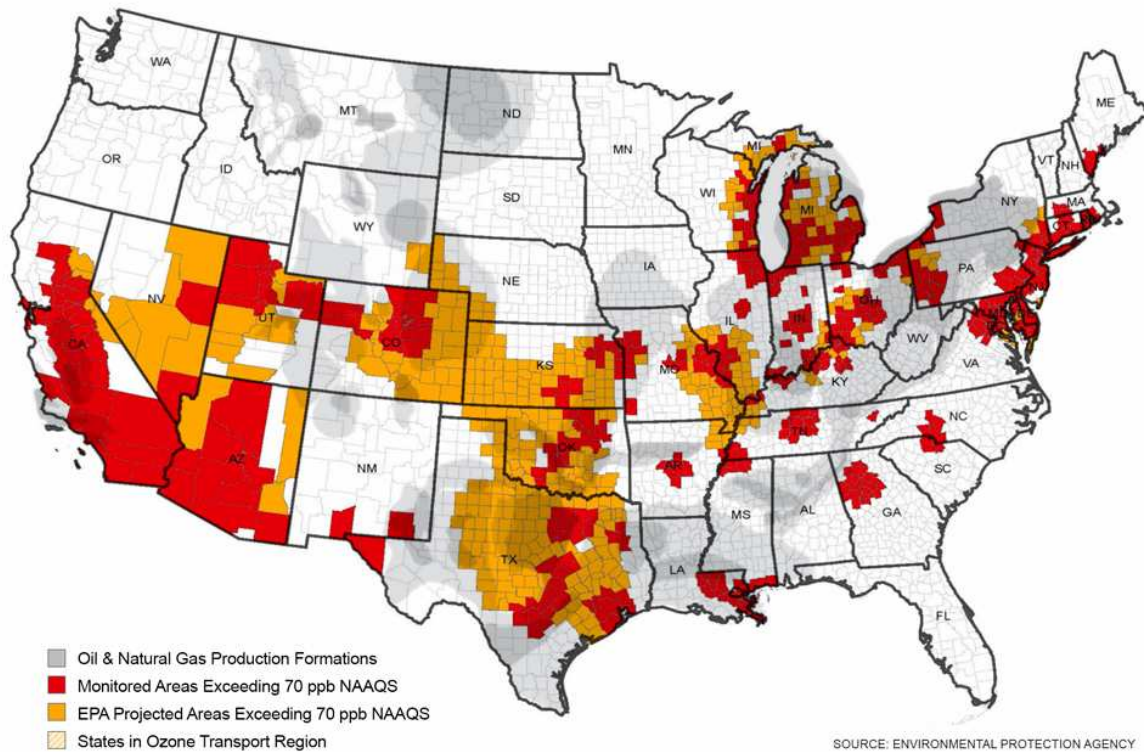 WA
ME
MT
ND
MN
VT
NH
OR
ID
SD
WI
MI
NY
MA
CT
WY
MI
IA
PA
NE
NV
UT
CO
IL
IN
OH
WV
VA
CA
KS
MO
KY
NC
TN
AZ
NM
OK
AR
SC
MS
AL
GA
TX
LA
FL
Oil & Natural Gas Production Formations
Monitored Areas Exceeding 70 ppb NAAQS
EPA Projected Areas Exceeding 70 ppb NAAQS
States in Ozone Transport Region
SOURCE: ENVIRONMENTAL PROTECTION AGENCY